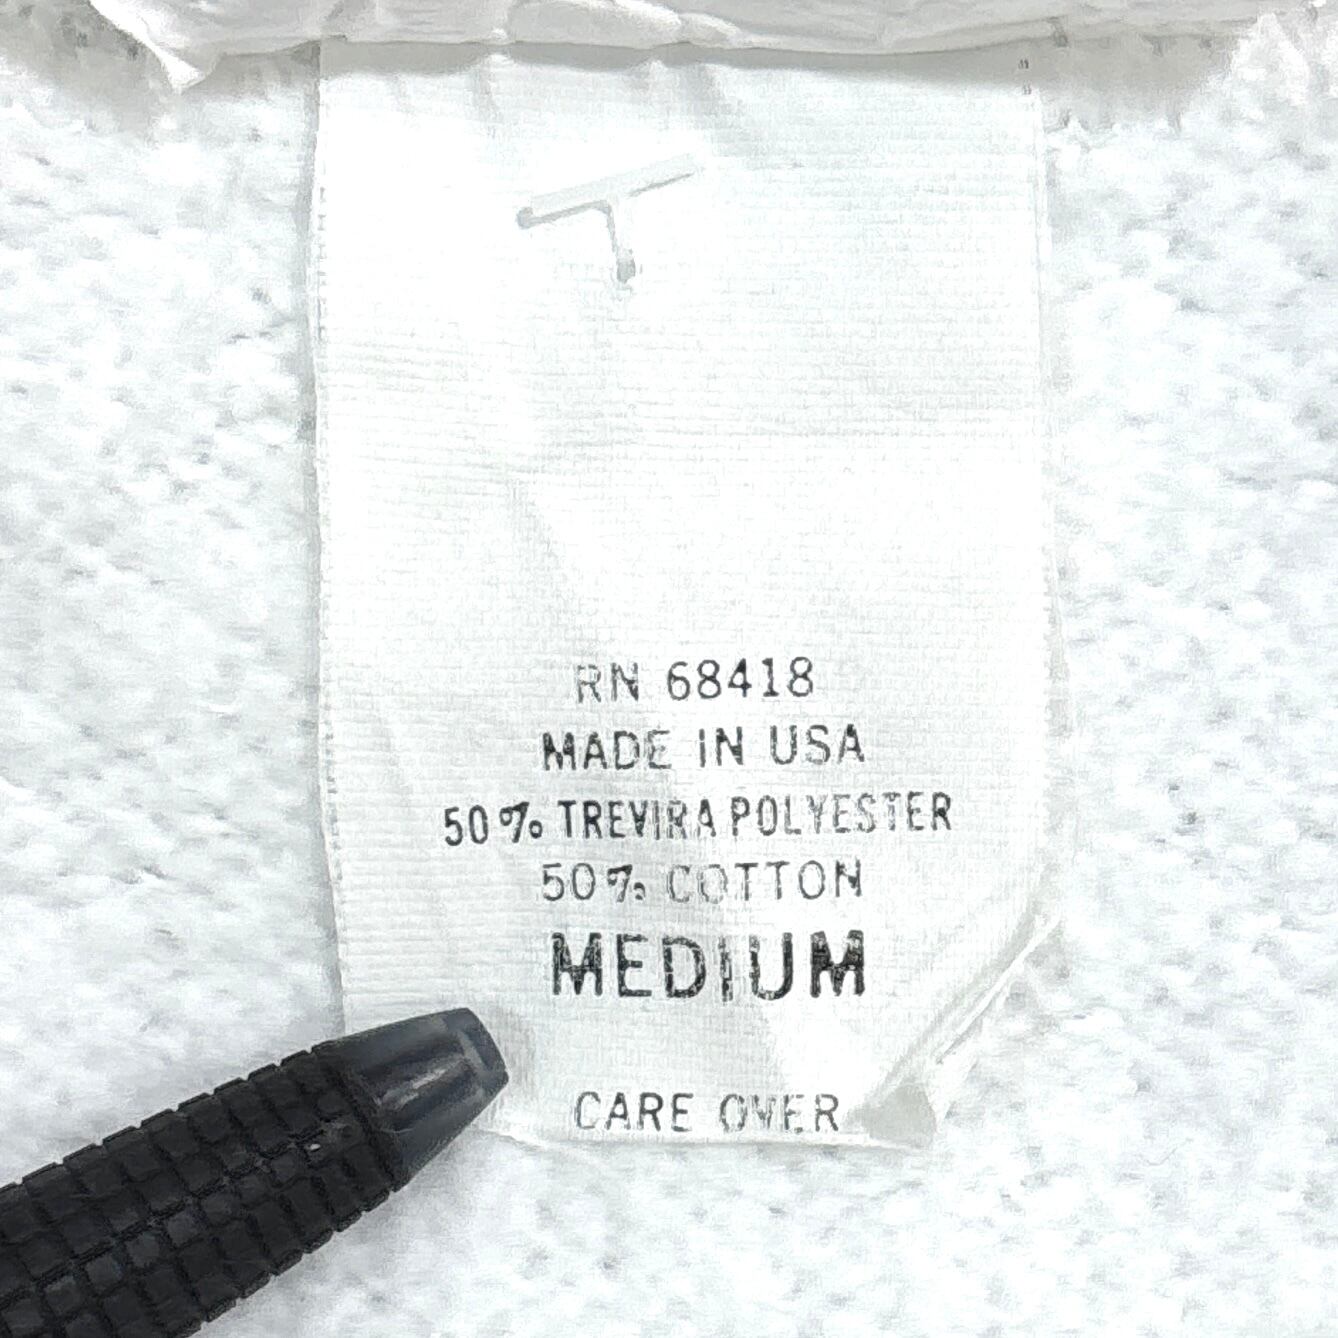 RN 68418
MADE IN USA
50% TREVIRA POLYESTER
50% COTTON
MEDIUM
CARE OVER